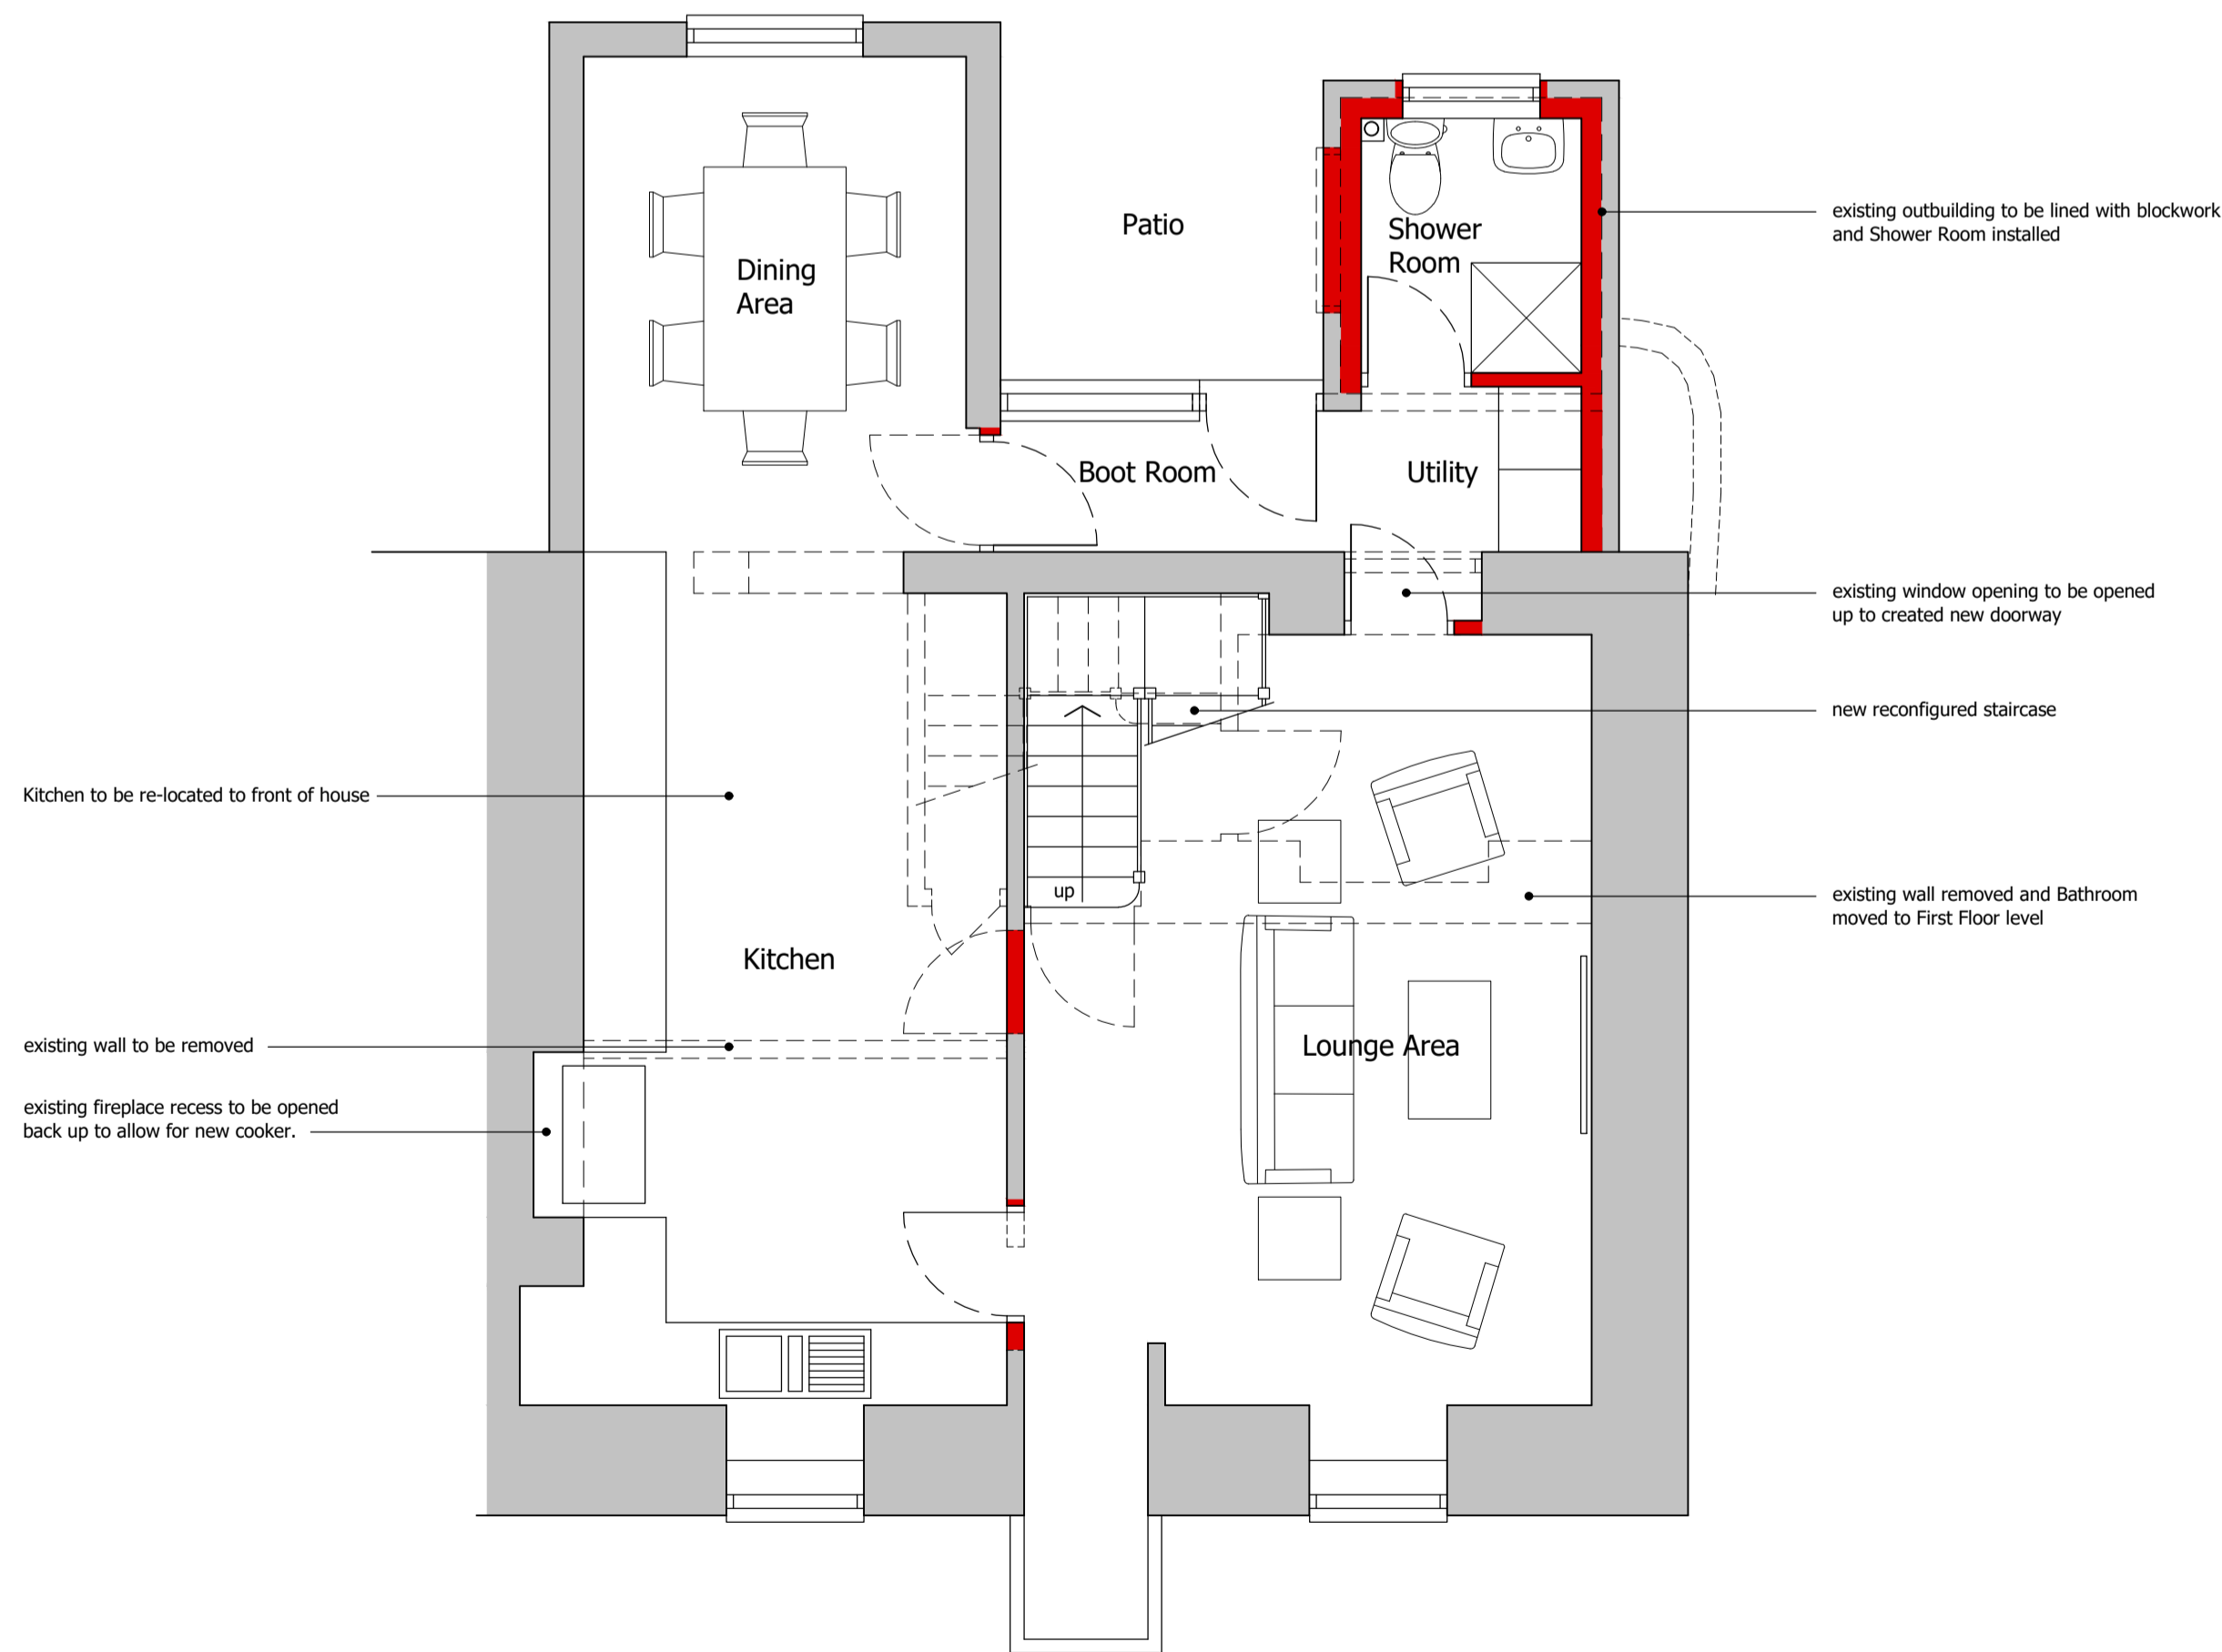 Patio
existing outbuilding to be lined with blockwork
and Shower Room installed
Shower
Room
Dining
Area
Boot Room
Utility
existing window opening to be opened
up to created new doorway
new reconfigured staircase
Kitchen to be re-located to front of house
up
existing wall removed and Bathroom
moved to First Floor level
Kitchen
existing wall to be removed
Lounge Area
existing fireplace recess to be opened
back up to allow for new cooker.